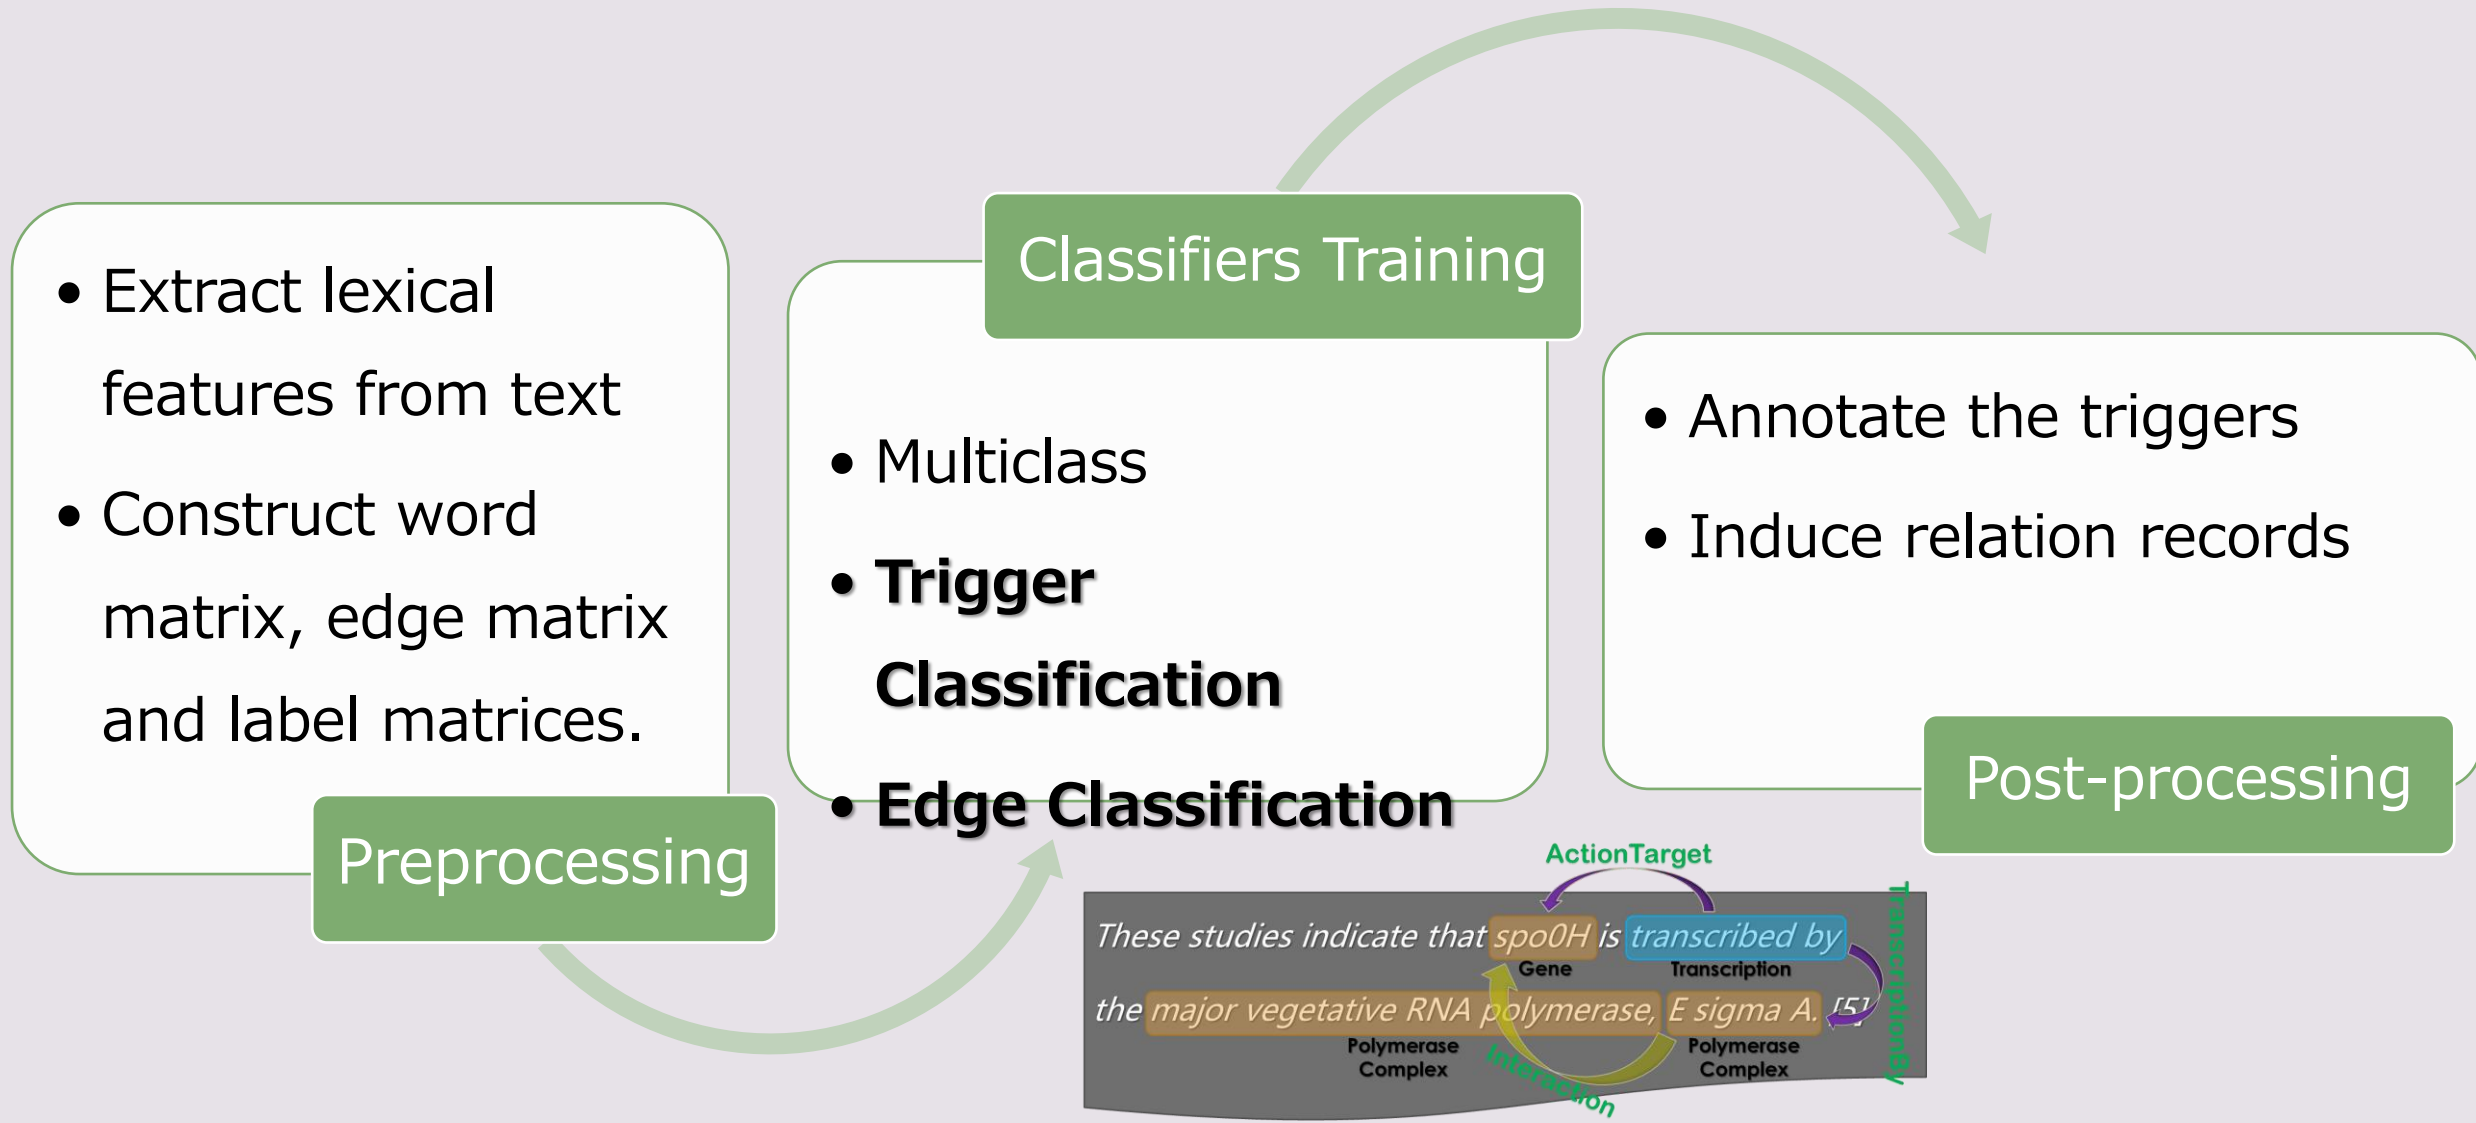 • Extract lexical
features from text
• Construct word
matrix, edge matrix
and label matrices.
Preprocessing
Classifiers Training
• Multiclass
• Trigger
Classification
• Edge Classification
• Annotate the triggers
• Induce relation records
Post-processing
ActionTarget
These studies indicate that spo0H is transcribed by
Gene
Transcription
the major vegetative RNA polymerase, E sigma A. [5]
Polymerase
Complex
Polymerase
Complex
Interaction
TranscriptionBy